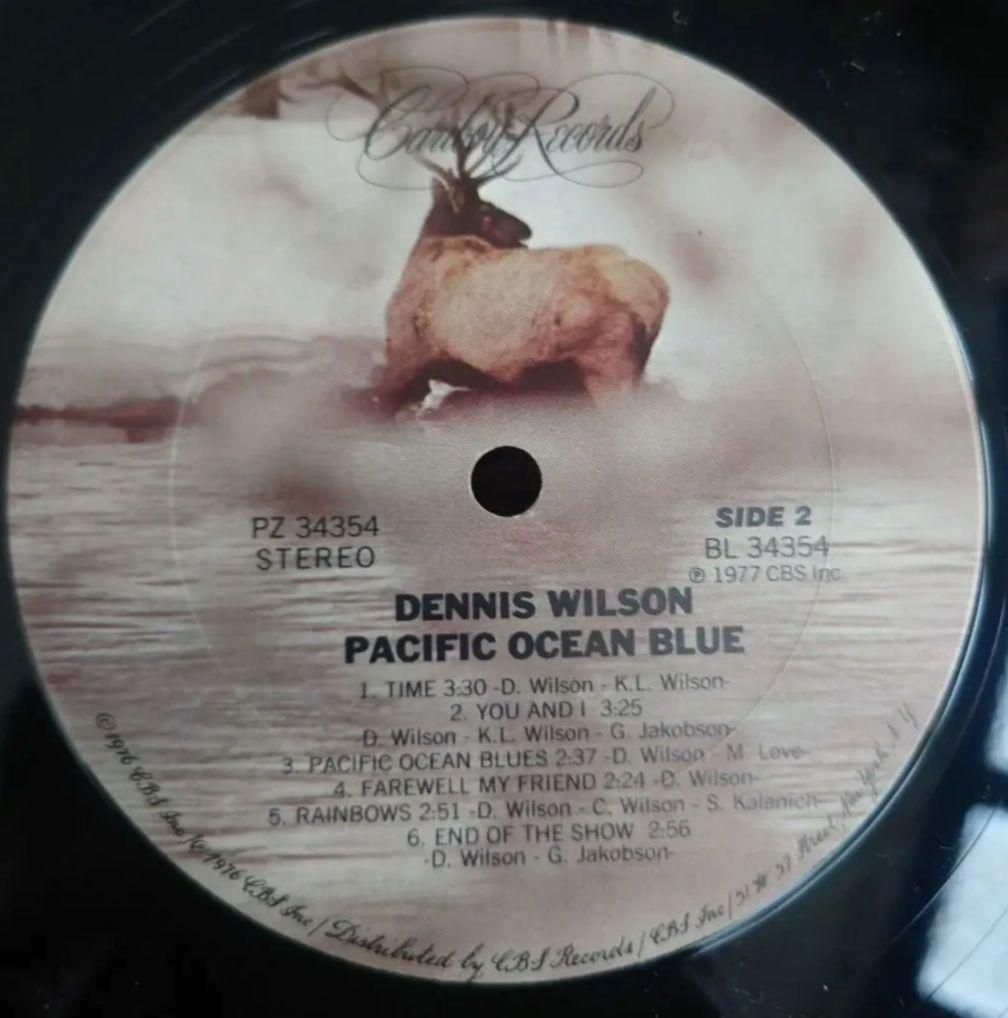 Caribou Records
PZ 34354
STEREO
SIDE 2
BL 34354
℗ 1977 CBS Inc
DENNIS WILSON
PACIFIC OCEAN BLUE
1. TIME 3:30 -D. Wilson - K.L. Wilson-
2. YOU AND I 3:25
-D. Wilson - K.L. Wilson - G. Jakobson-
3. PACIFIC OCEAN BLUES 2:37 -D. Wilson - M. Love-
4. FAREWELL MY FRIEND 2:24 -D. Wilson-
5. RAINBOWS 2:51 -D. Wilson - C. Wilson - S. Kalanich-
6. END OF THE SHOW 2:56
-D. Wilson - G. Jakobson-
©1976 CBS Inc/℗1976 CBS Inc/Distributed by CBS Records/CBS Inc/51 W 52 Street, New York, N Y